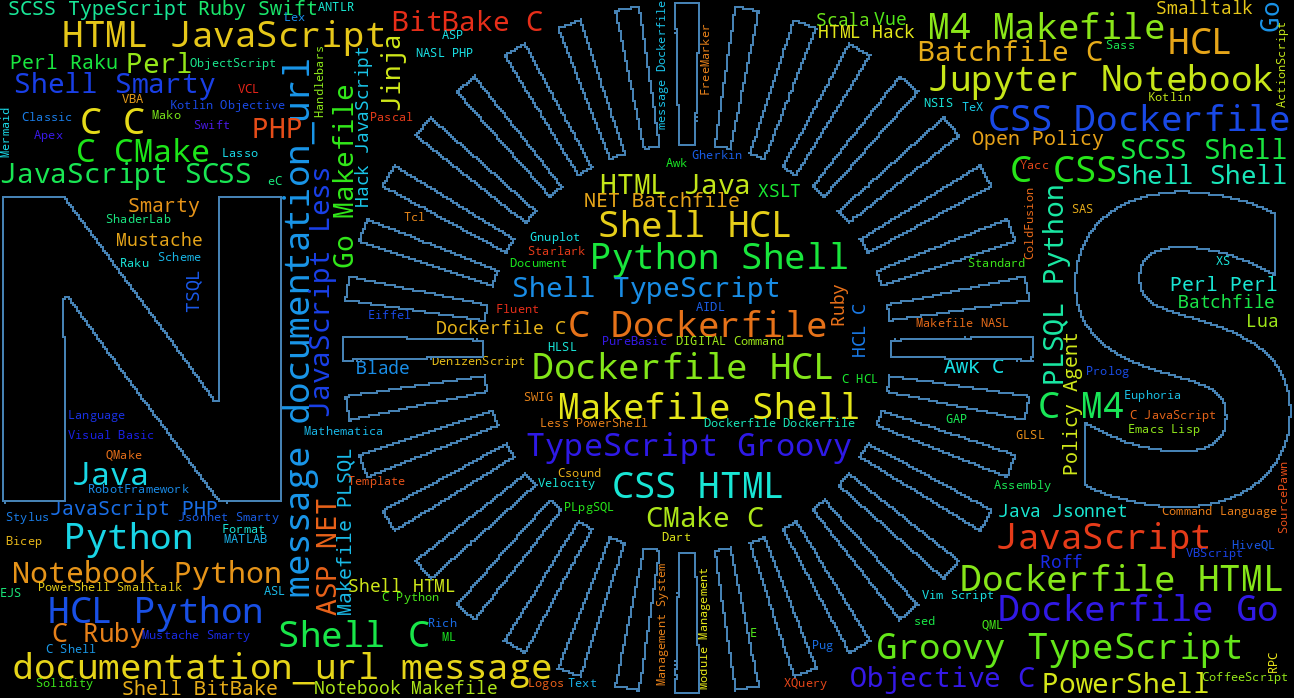 SCSS TypeScript Ruby Swift
ANTLR
Lex
HTML JavaScript
BitBake C
ASP
NASL PHP
Perl Raku
Perl
ObjectScript
Shell Smarty
VCL
VBA
Kotlin Objective
Classic
C C
Mako
Swift
PHP
Pascal
Apex
Mermaid
C CMake
Lasso
JavaScript SCSS
eC
Handlebars
Hack JavaScript
Jinja
Go Makefile
message documentation_url
JavaScript Less
Smarty
ShaderLab
Mustache
Raku
Scheme
TSQL
Language
Visual Basic
QMake
Java
RobotFramework
JavaScript PHP
Stylus
Jsonnet Smarty
Python
Format
MATLAB
Bicep
Notebook Python
PowerShell Smalltalk
ASL
EJS
HCL Python
C Ruby
Mustache Smarty
C Shell
documentation_url message
Solidity
Shell BitBake
Notebook Makefile
Shell C
Rich
ML
C Python
Shell HTML
ASP NET
Makefile PLSQL
Mathematica
Template
Blade
Eiffel
Tcl
message Dockerfile
FreeMarker
Awk
Gherkin
HTML Java
XSLT
NET Batchfile
Shell HCL
Gnuplot
Starlark
Document
Python Shell
Shell TypeScript
Ruby
Fluent
AIDL
Dockerfile C
C Dockerfile
HCL C
HLSL
PureBasic
DIGITAL Command
DenizenScript
Dockerfile HCL
C HCL
SWIG
Makefile Shell
Less PowerShell
Dockerfile Dockerfile
TypeScript Groovy
Csound
Velocity
CSS HTML
PLpgSQL
CMake C
Dart
Management System
Module Management
E
Pug
Logos
Text
XQuery
Scala
Vue
HTML Hack
M4 Makefile
Smalltalk
Go
Batchfile C
Sass
HCL
ActionScript
Jupyter Notebook
Kotlin
NSIS
TeX
CSS Dockerfile
Open Policy
SCSS Shell
C CSS
Yacc
Shell Shell
SAS
ColdFusion
PLSQL Python
Standard
XS
Perl Perl
Batchfile
Lua
Makefile NASL
Awk C
Policy Agent
Prolog
Euphoria
C M4
C JavaScript
Emacs Lisp
GAP
GLSL
Assembly
SourcePawn
Java Jsonnet
Command Language
JavaScript
HiveQL
VBScript
Roff
Dockerfile HTML
Vim Script
Dockerfile Go
sed
QML
Groovy TypeScript
Objective C
PowerShell
RPC
CoffeeScript